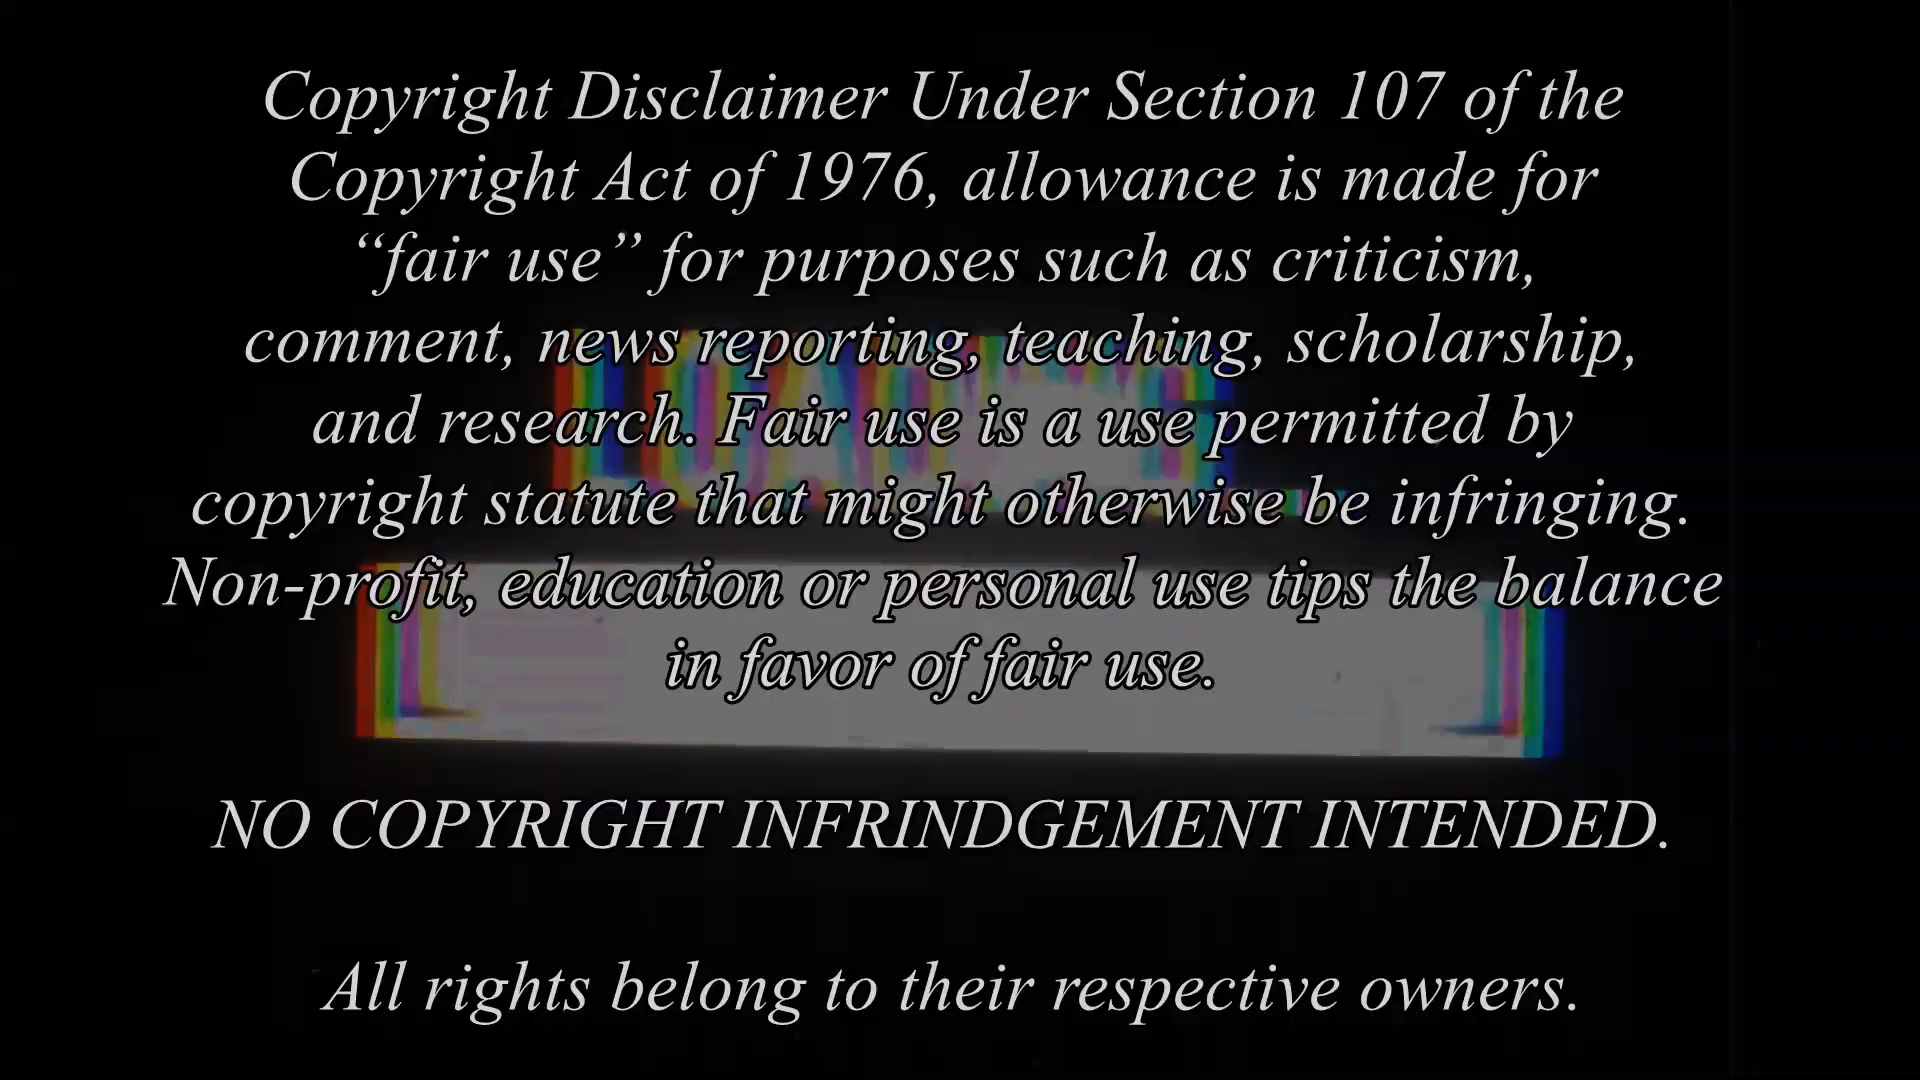 Copyright Disclaimer Under Section 107 of the
Copyright Act of 1976, allowance is made for
“fair use” for purposes such as criticism,
comment, news reporting, teaching, scholarship,
and research. Fair use is a use permitted by
copyright statute that might otherwise be infringing.
Non-profit, education or personal use tips the balance
in favor of fair use.
NO COPYRIGHT INFRINDGEMENT INTENDED.
All rights belong to their respective owners.